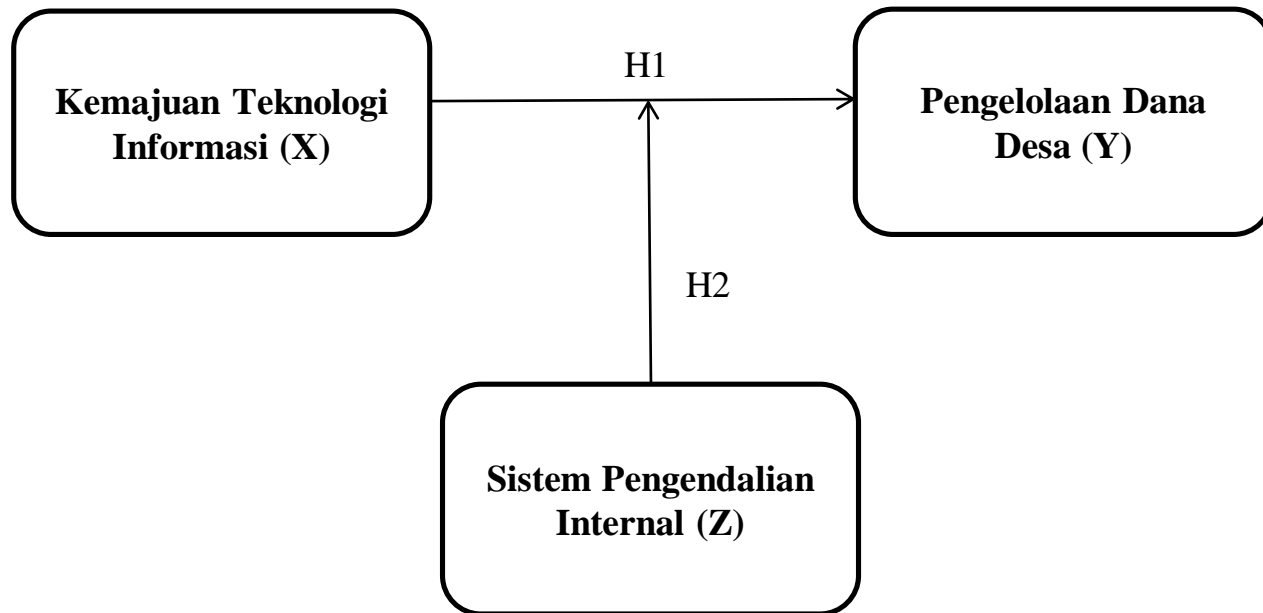 H1
Kemajuan Teknologi
Informasi (X)
Pengelolaan Dana
Desa (Y)
H2
Sistem Pengendalian
Internal (Z)